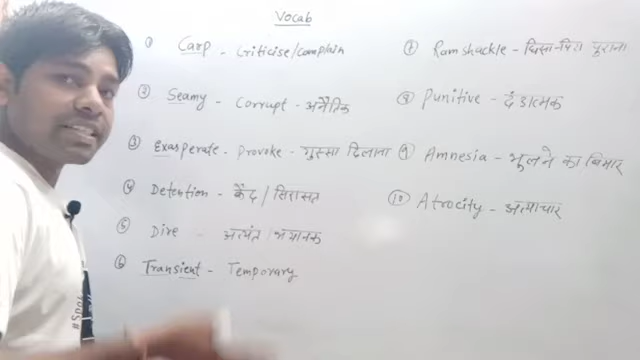 Vocab
① Carp - Criticise/complain
② Seamy - Corrupt - अनैतिक
③ Exasperate - Provoke - गुस्सा दिलाना
④ Detention - कैद / हिरासत
⑤ Dire - अत्यंत भयानक
⑥ Transient - Temporary
⑦ Ramshackle - घिसा-पिटा पुराना
⑧ Punitive - दंडात्मक
⑨ Amnesia - भूलने का बिमार
⑩ Atrocity - अत्याचार